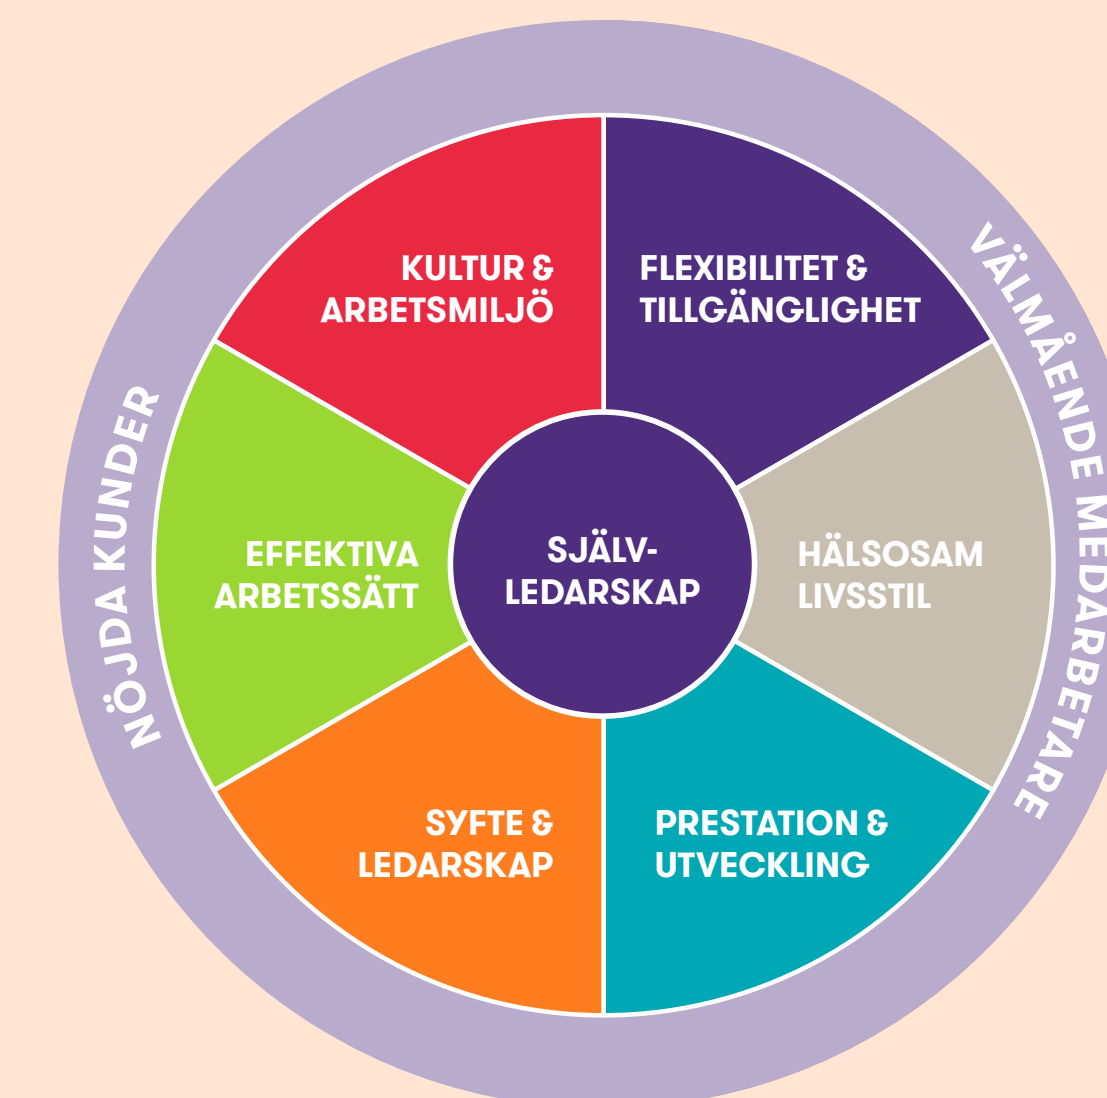 KULTUR &
ARBETSMILJÖ
FLEXIBILITET &
TILLGÄNGLIGHET
NÖJDA KUNDER
EFFEKTIVA
ARBETSSÄTT
SJÄLV-
LEDARSKAP
HÄLSOSAM
LIVSSTIL
VÄLMÅENDE MEDARBETARE
SYFTE &
LEDARSKAP
PRESTATION &
UTVECKLING